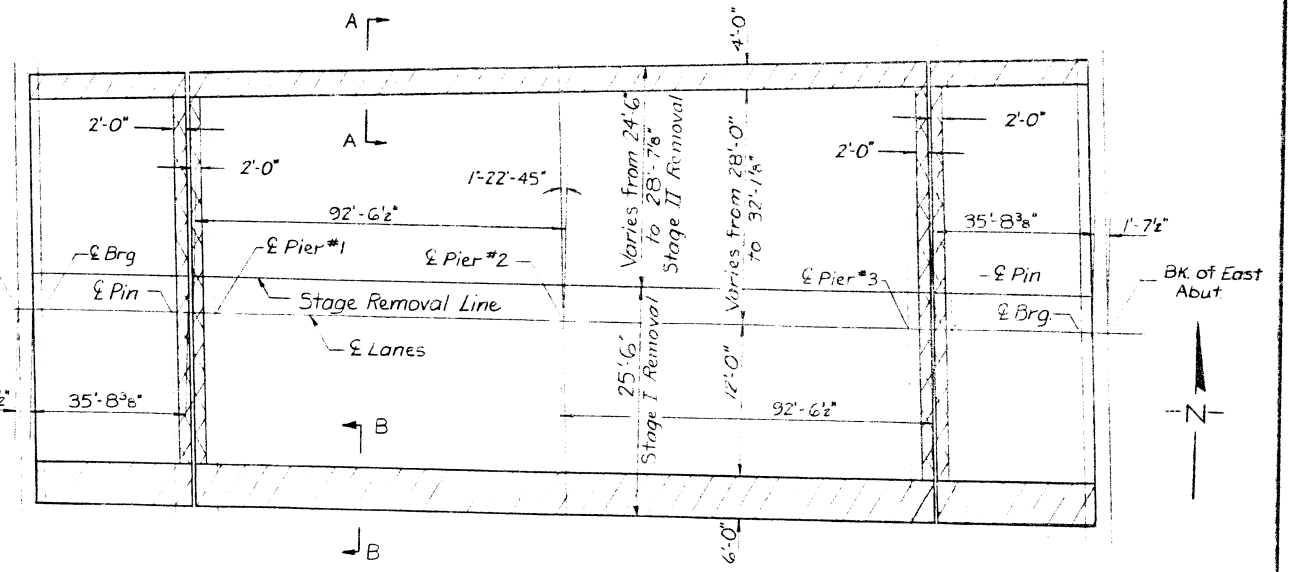 A
4'-0"
2'-0"
A
2'-0"
1°-22'-45"
92'-6½"
Varies from 24'-6"
to 28'-7⅛"
Stage II Removal
Varies from 28'-0"
to 32'-1⅛"
2'-0"
2'-0"
35'-8⅜"
1'-7½"
℄ Brg
℄ Pier #1
℄ Pier #2
℄ Pier #3
℄ Pin
BK. of East
Abut.
℄ Pin
Stage Removal Line
℄ Brg.
℄ Lanes
25'-6"
Stage I Removal
12'-0"
35'-8⅜"
92'-6½"
N
B
B
6'-0"